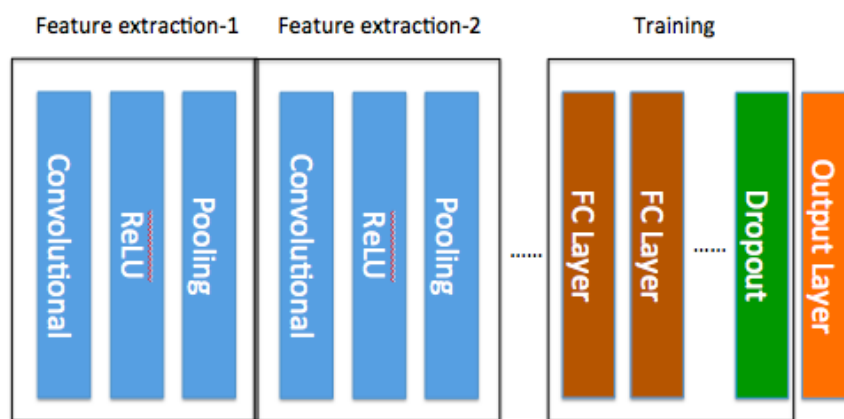 Feature extraction-1
Feature extraction-2
Training
Convolutional
ReLU
Pooling
Convolutional
ReLU
Pooling
......
FC Layer
FC Layer
......
Dropout
Output Layer